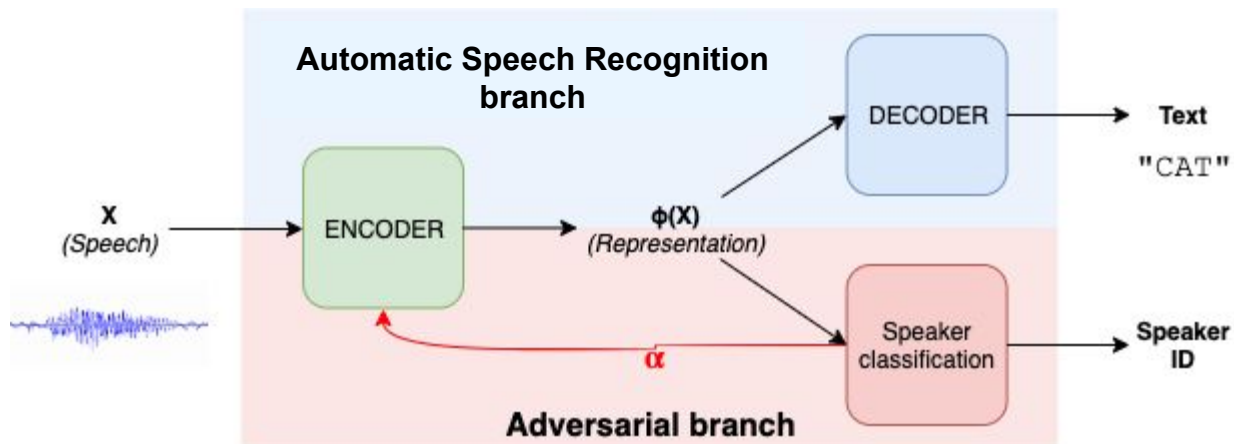 Automatic Speech Recognition
branch
DECODER
Text
"CAT"
X
(Speech)
ENCODER
ϕ(X)
(Representation)
α
Speaker
classification
Speaker
ID
Adversarial branch